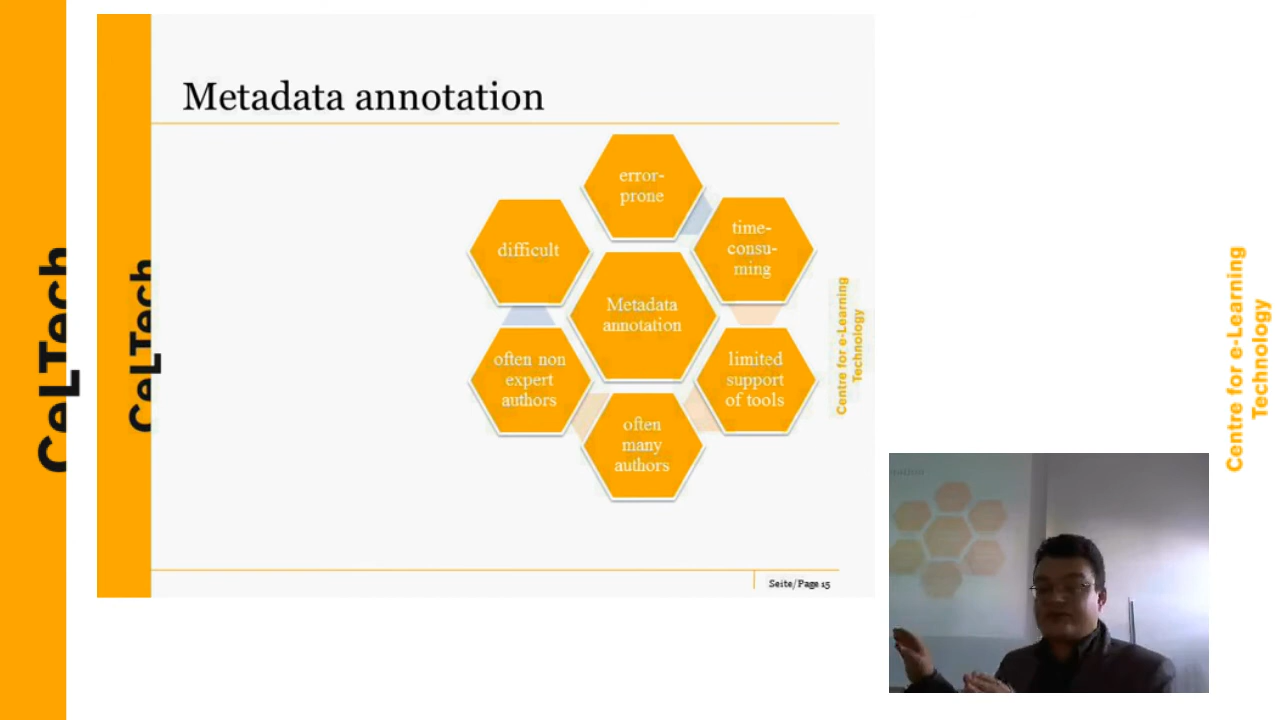 CeLTech
CeLTech
Metadata annotation
error-
prone
time-
consu-
ming
difficult
Metadata
annotation
often non
expert
authors
limited
support
of tools
often
many
authors
Centre for e-Learning
Technology
Seite/Page 15
Centre for e-Learning
Technology